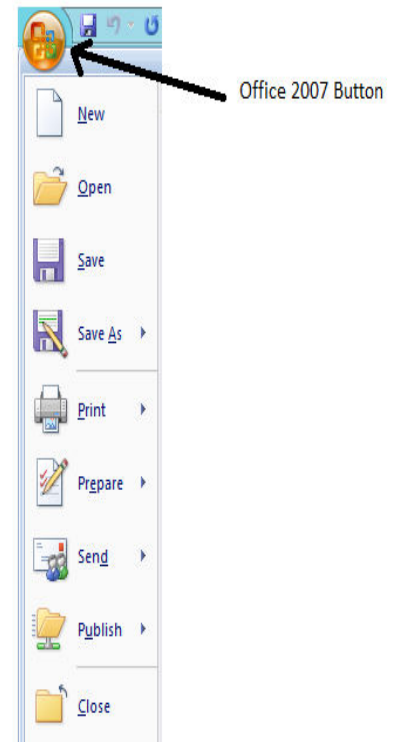 Office 2007 Button
New
Open
Save
Save As
Print
Prepare
Send
Publish
Close